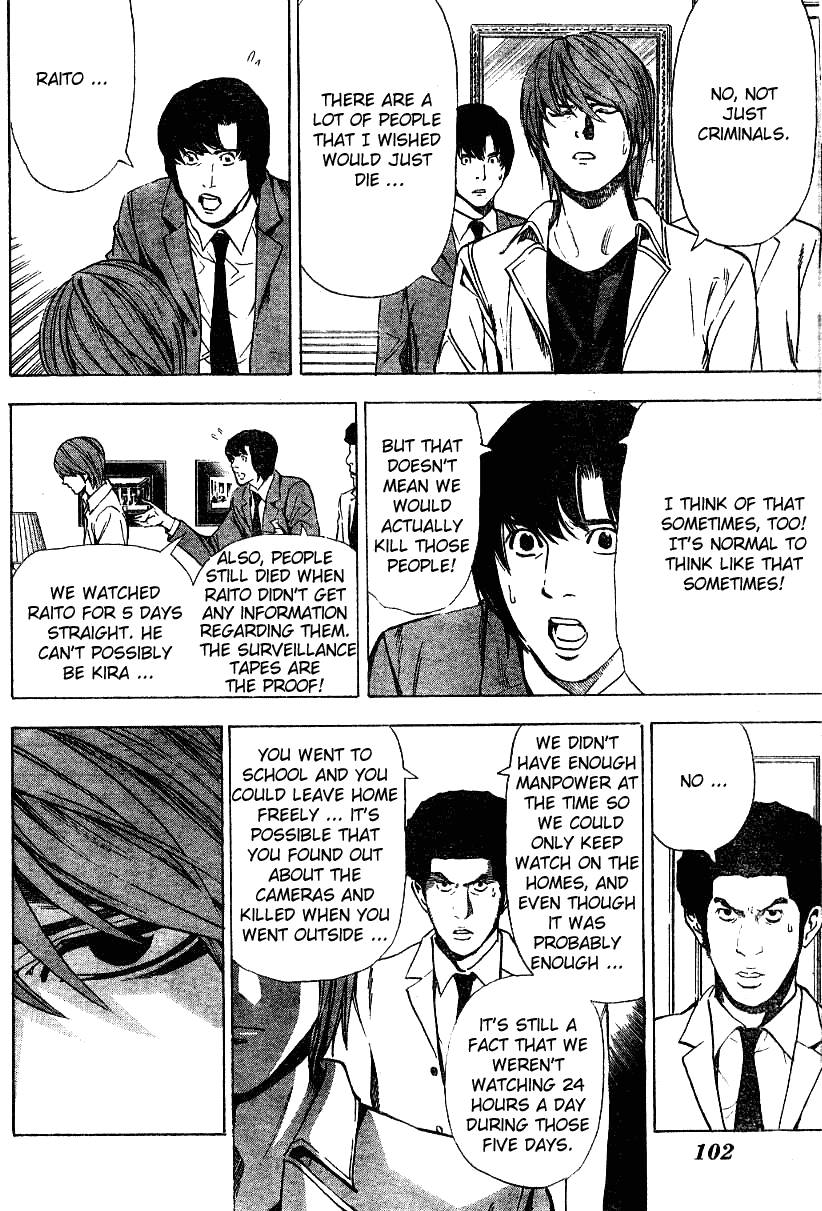 NO, NOT
JUST
CRIMINALS.
THERE ARE A
LOT OF PEOPLE
THAT I WISHED
WOULD JUST
DIE ...
RAITO ...
I THINK OF THAT
SOMETIMES, TOO!
IT'S NORMAL TO
THINK LIKE THAT
SOMETIMES!
BUT THAT
DOESN'T
MEAN WE
WOULD
ACTUALLY
KILL THOSE
PEOPLE!
ALSO, PEOPLE
STILL DIED WHEN
RAITO DIDN'T GET
ANY INFORMATION
REGARDING THEM.
THE SURVEILLANCE
TAPES ARE
THE PROOF!
WE WATCHED
RAITO FOR 5 DAYS
STRAIGHT. HE
CAN'T POSSIBLY
BE KIRA ...
NO ...
WE DIDN'T
HAVE ENOUGH
MANPOWER AT
THE TIME SO
WE COULD
ONLY KEEP
WATCH ON THE
HOMES, AND
EVEN THOUGH
IT WAS
PROBABLY
ENOUGH ...
IT'S STILL A
FACT THAT WE
WEREN'T
WATCHING 24
HOURS A DAY
DURING THOSE
FIVE DAYS.
YOU WENT TO
SCHOOL AND YOU
COULD LEAVE HOME
FREELY ... IT'S
POSSIBLE THAT
YOU FOUND OUT
ABOUT THE
CAMERAS AND
KILLED WHEN YOU
WENT OUTSIDE ...
102